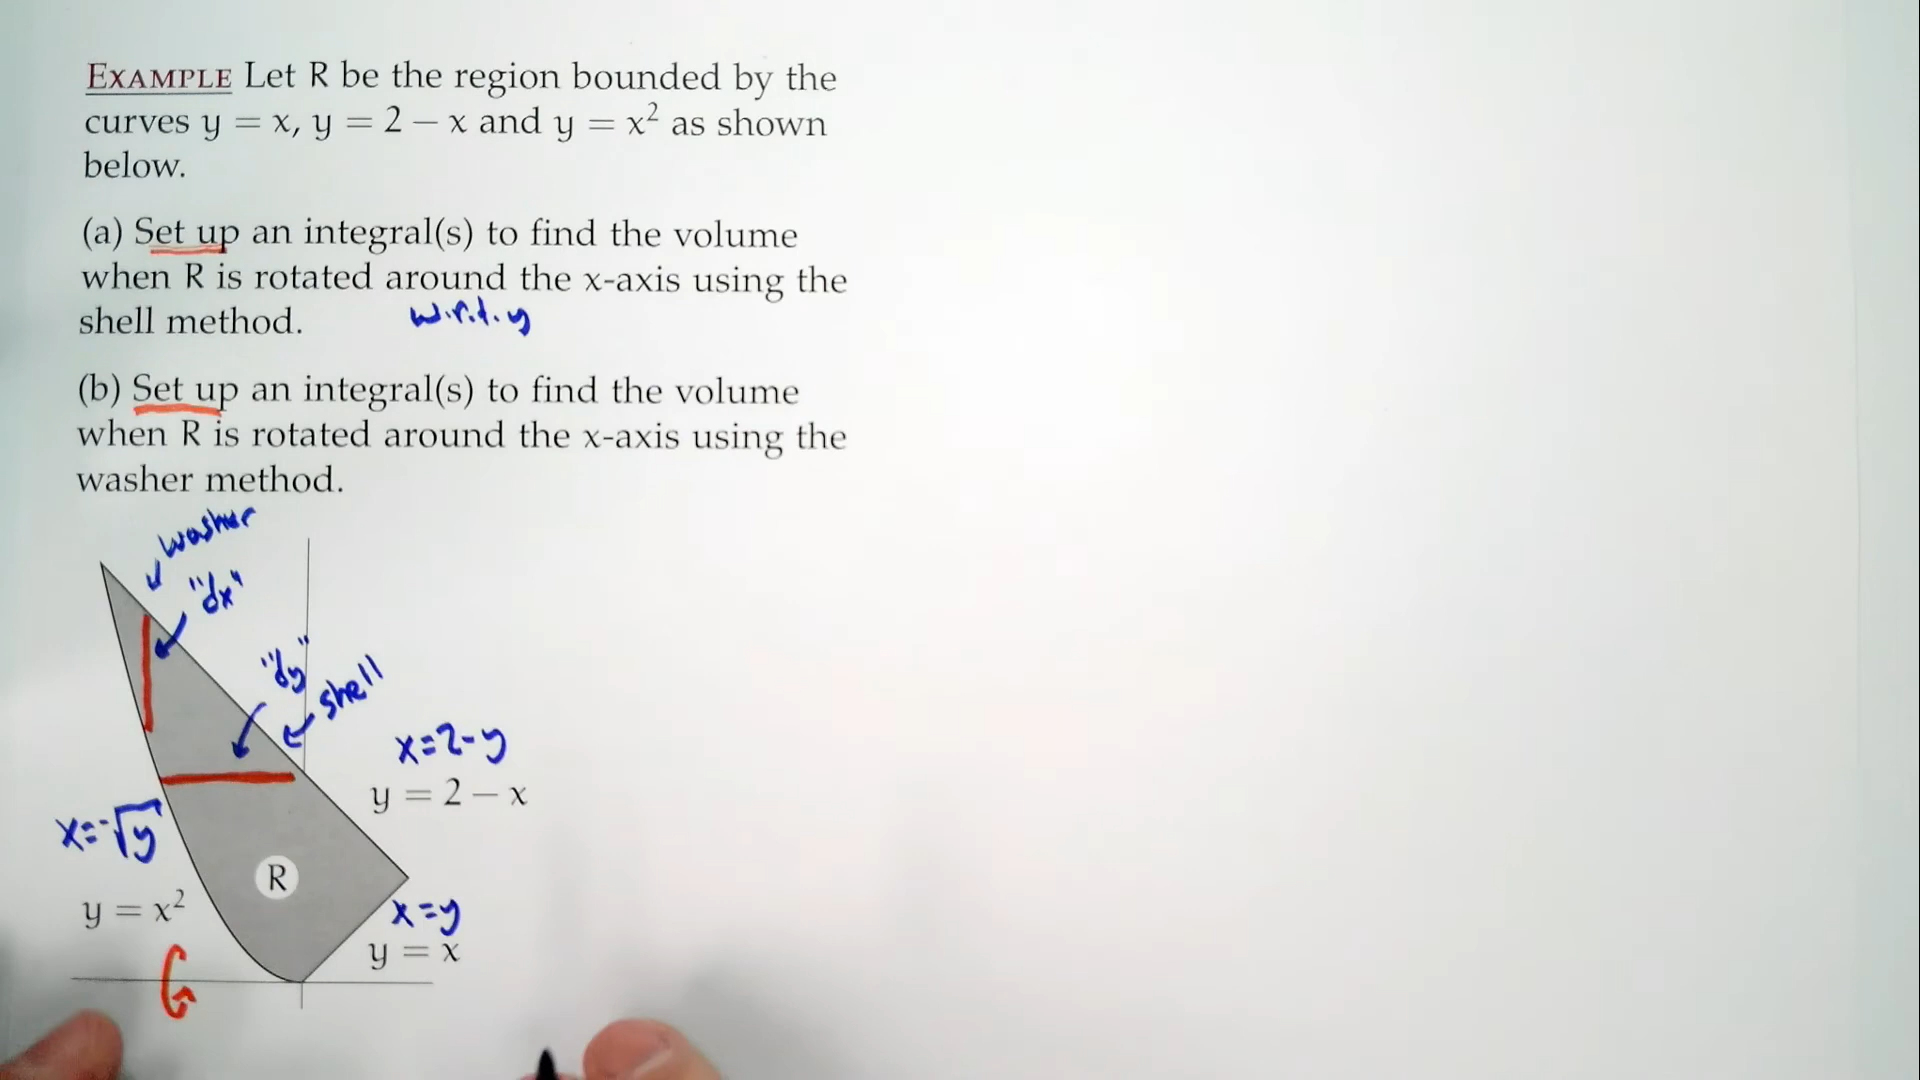 EXAMPLE Let R be the region bounded by the
curves y = x, y = 2 − x and y = x² as shown
below.
(a) Set up an integral(s) to find the volume
when R is rotated around the x-axis using the
shell method.
w.r.t. y
(b) Set up an integral(s) to find the volume
when R is rotated around the x-axis using the
washer method.
washer
"dx"
"dy"
shell
x=2-y
y = 2 − x
x=-√y
R
y = x²
x=y
y = x